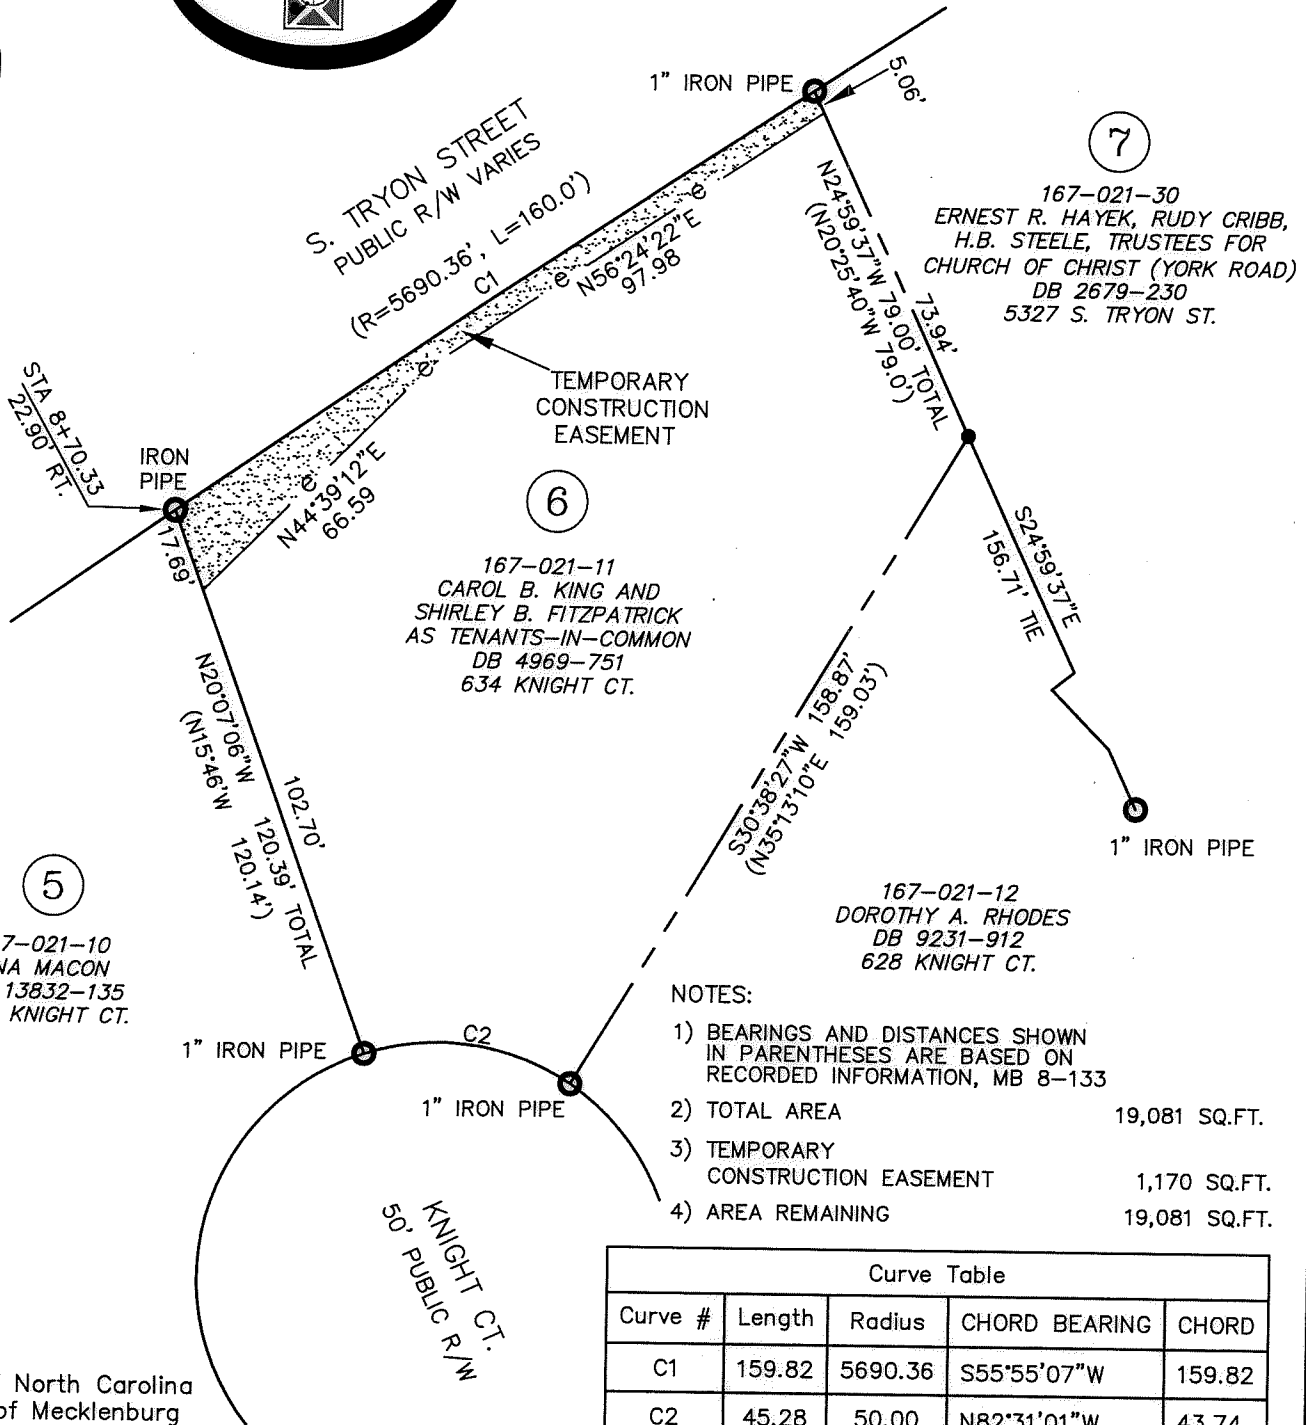 1" IRON PIPE
5.06'
S. TRYON STREET
PUBLIC R/W VARIES
(R=5690.36', L=160.0')
C1
e
e
N56°24'22"E
97.98
e
e
N44°39'12"E
66.59
TEMPORARY
CONSTRUCTION
EASEMENT
N24°59'37"W 79.00' TOTAL
(N20°25'40"W 79.0')
73.94'
7
167-021-30
ERNEST R. HAYEK, RUDY CRIBB,
H.B. STEELE, TRUSTEES FOR
CHURCH OF CHRIST (YORK ROAD)
DB 2679-230
5327 S. TRYON ST.
STA 8+70.33
22.90' RT.
IRON
PIPE
17.69'
6
167-021-11
CAROL B. KING AND
SHIRLEY B. FITZPATRICK
AS TENANTS-IN-COMMON
DB 4969-751
634 KNIGHT CT.
S24°59'37"E
156.71' TIE
1" IRON PIPE
N20°07'06"W 120.39' TOTAL
(N15°46'W 120.14')
102.70'
S30°38'27"W 158.87'
(N35°13'10"E 159.03')
5
7-021-10
NA MACON
13832-135
KNIGHT CT.
167-021-12
DOROTHY A. RHODES
DB 9231-912
628 KNIGHT CT.
1" IRON PIPE
C2
1" IRON PIPE
KNIGHT CT.
50' PUBLIC R/W
NOTES:
1) BEARINGS AND DISTANCES SHOWN
IN PARENTHESES ARE BASED ON
RECORDED INFORMATION, MB 8-133
2) TOTAL AREA 19,081 SQ.FT.
3) TEMPORARY
CONSTRUCTION EASEMENT 1,170 SQ.FT.
4) AREA REMAINING 19,081 SQ.FT.
Curve Table
Curve # Length Radius CHORD BEARING CHORD
C1 159.82 5690.36 S55°55'07"W 159.82
C2 45.28 50.00 N82°31'01"W 43.74
North Carolina
of Mecklenburg